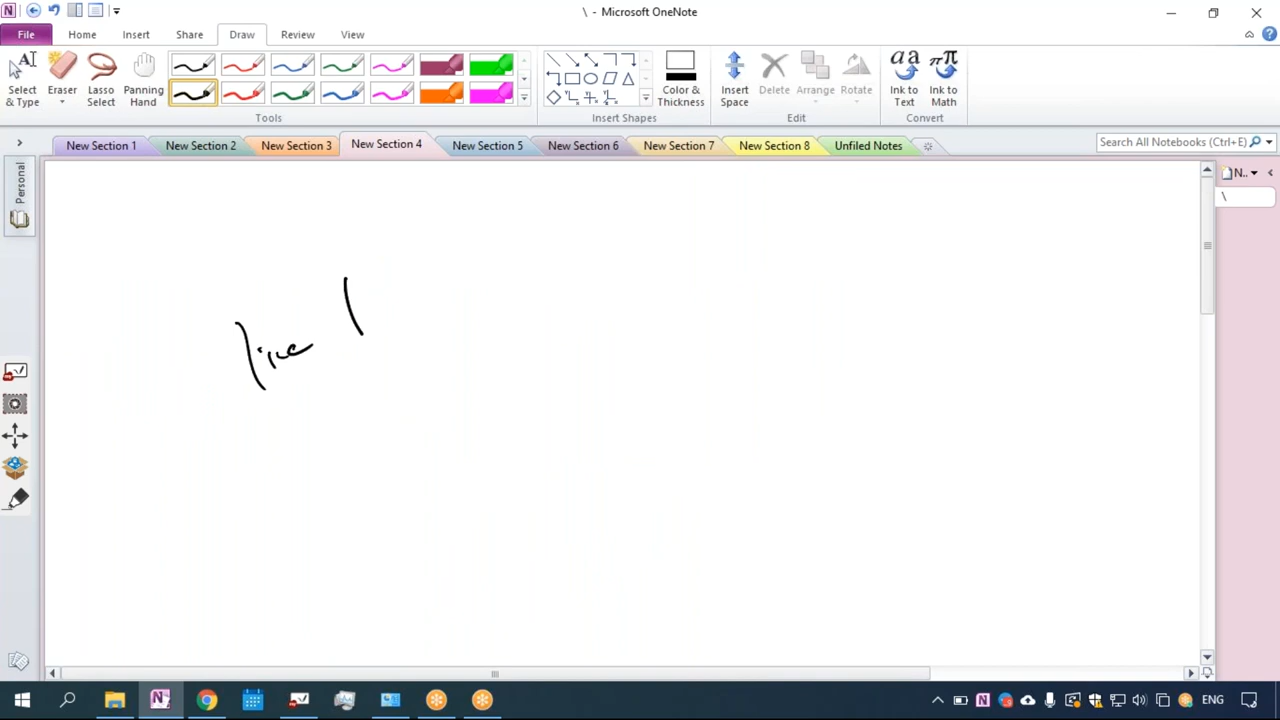 \ - Microsoft OneNote
File Home Insert Share Draw Review View
Select & Type
Eraser
Lasso Select
Panning Hand
Color & Thickness
Insert Space
Delete
Arrange
Rotate
Ink to Text
Ink to Math
Tools
Insert Shapes
Edit
Convert
New Section 1 New Section 2 New Section 3 New Section 4 New Section 5 New Section 6 New Section 7 New Section 8 Unfiled Notes
Search All Notebooks (Ctrl+E)
N..
\
Personal
ENG